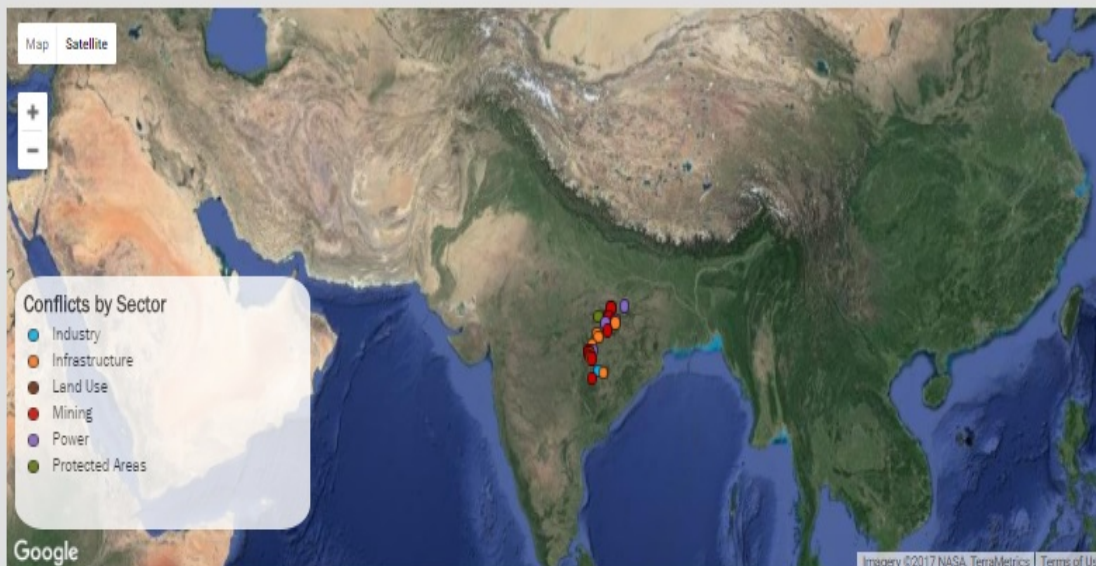 Map Satellite
+
−
Conflicts by Sector
Industry
Infrastructure
Land Use
Mining
Power
Protected Areas
Google
Imagery ©2017 NASA, TerraMetrics Terms of Us